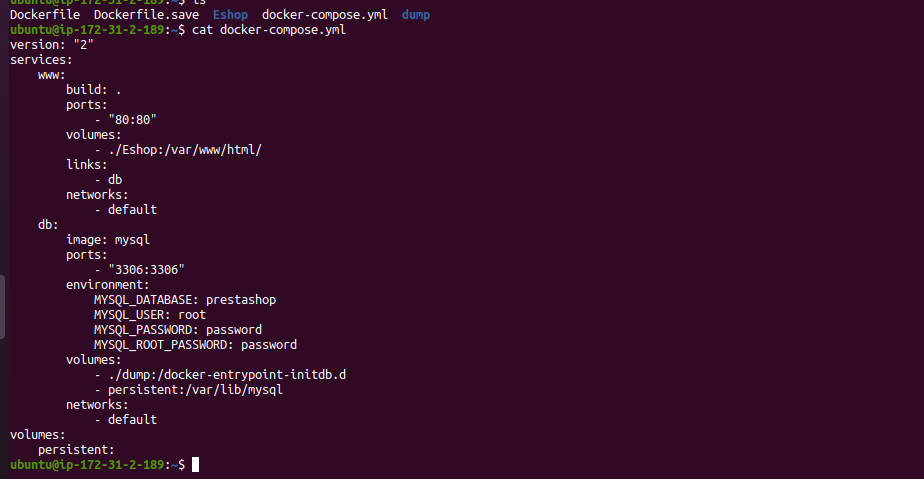 ubuntu@ip-172-31-2-189:~$ ls
Dockerfile  Dockerfile.save  Eshop  docker-compose.yml  dump
ubuntu@ip-172-31-2-189:~$ cat docker-compose.yml
version: "2"
services:
    www:
        build: .
        ports:
            - "80:80"
        volumes:
            - ./Eshop:/var/www/html/
        links:
            - db
        networks:
            - default
    db:
        image: mysql
        ports:
            - "3306:3306"
        environment:
            MYSQL_DATABASE: prestashop
            MYSQL_USER: root
            MYSQL_PASSWORD: password
            MYSQL_ROOT_PASSWORD: password
        volumes:
            - ./dump:/docker-entrypoint-initdb.d
            - persistent:/var/lib/mysql
        networks:
            - default
volumes:
    persistent:
ubuntu@ip-172-31-2-189:~$